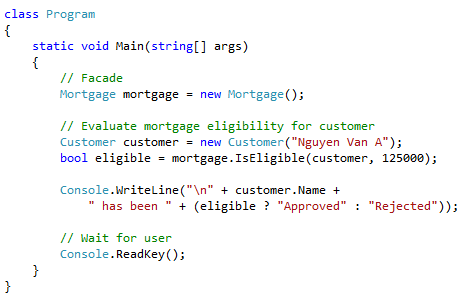 class Program
{
    static void Main(string[] args)
    {
        // Facade
        Mortgage mortgage = new Mortgage();

        // Evaluate mortgage eligibility for customer
        Customer customer = new Customer("Nguyen Van A");
        bool eligible = mortgage.IsEligible(customer, 125000);

        Console.WriteLine("\n" + customer.Name +
            " has been " + (eligible ? "Approved" : "Rejected"));

        // Wait for user
        Console.ReadKey();
    }
}